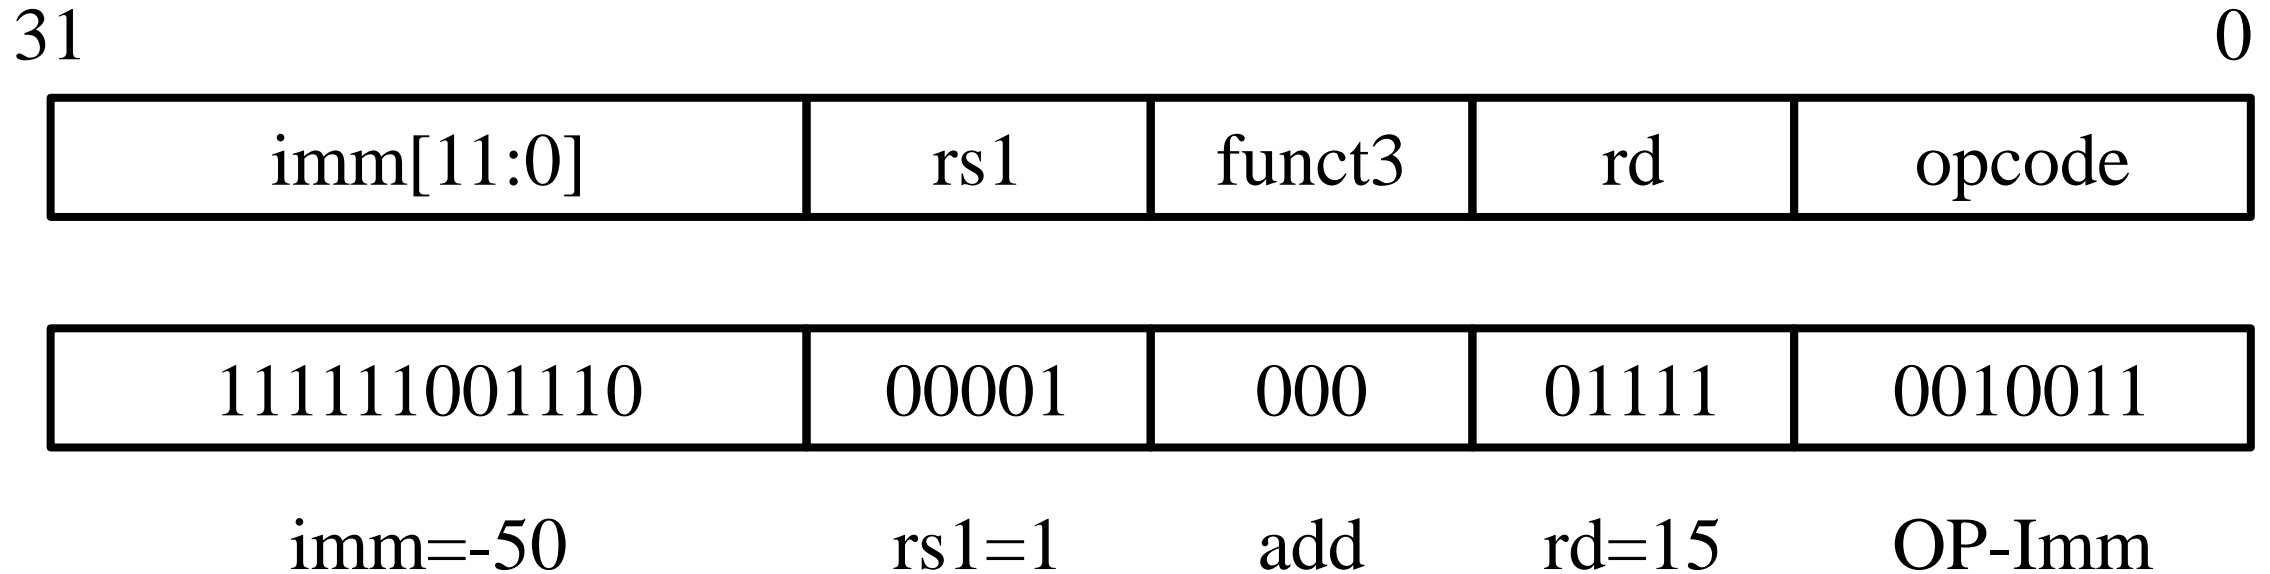 31 0
imm[11:0] rs1 funct3 rd opcode
111111001110 00001 000 01111 0010011
imm=-50 rs1=1 add rd=15 OP-Imm